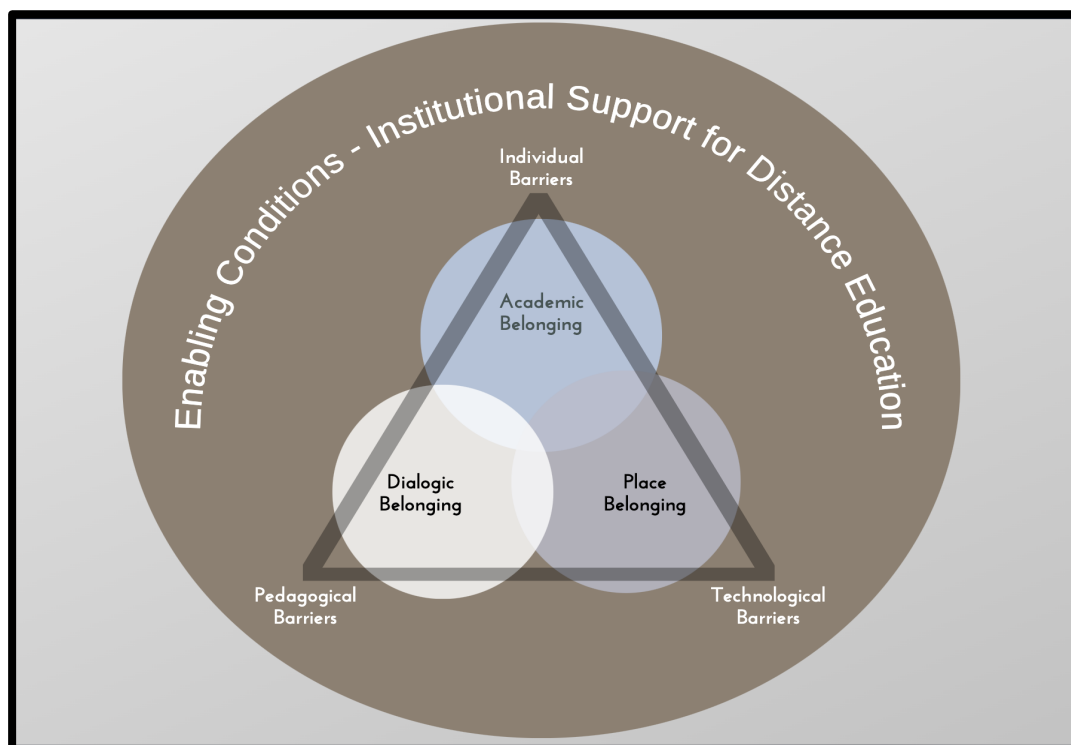 Enabling Conditions - Institutional Support for Distance Education
Individual
Barriers
Academic
Belonging
Dialogic
Belonging
Place
Belonging
Pedagogical
Barriers
Technological
Barriers